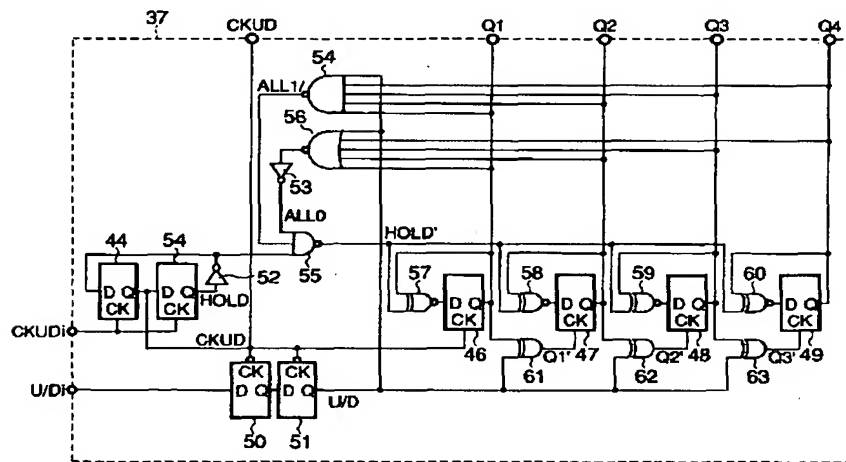 37 CKUD Q1 Q2 Q3 Q4
54
ALL1/
56
53
ALL0
HOLD'
55
44 54
52
HOLD
D Q D Q
CK CK
CKUDi
57 58 59 60
D Q D Q D Q D Q
CK CK CK CK
46 47 48 49
CKUD
Q1' Q2' Q3'
61 62 63
CK CK
U/Di
D Q D Q
U/D
50 51